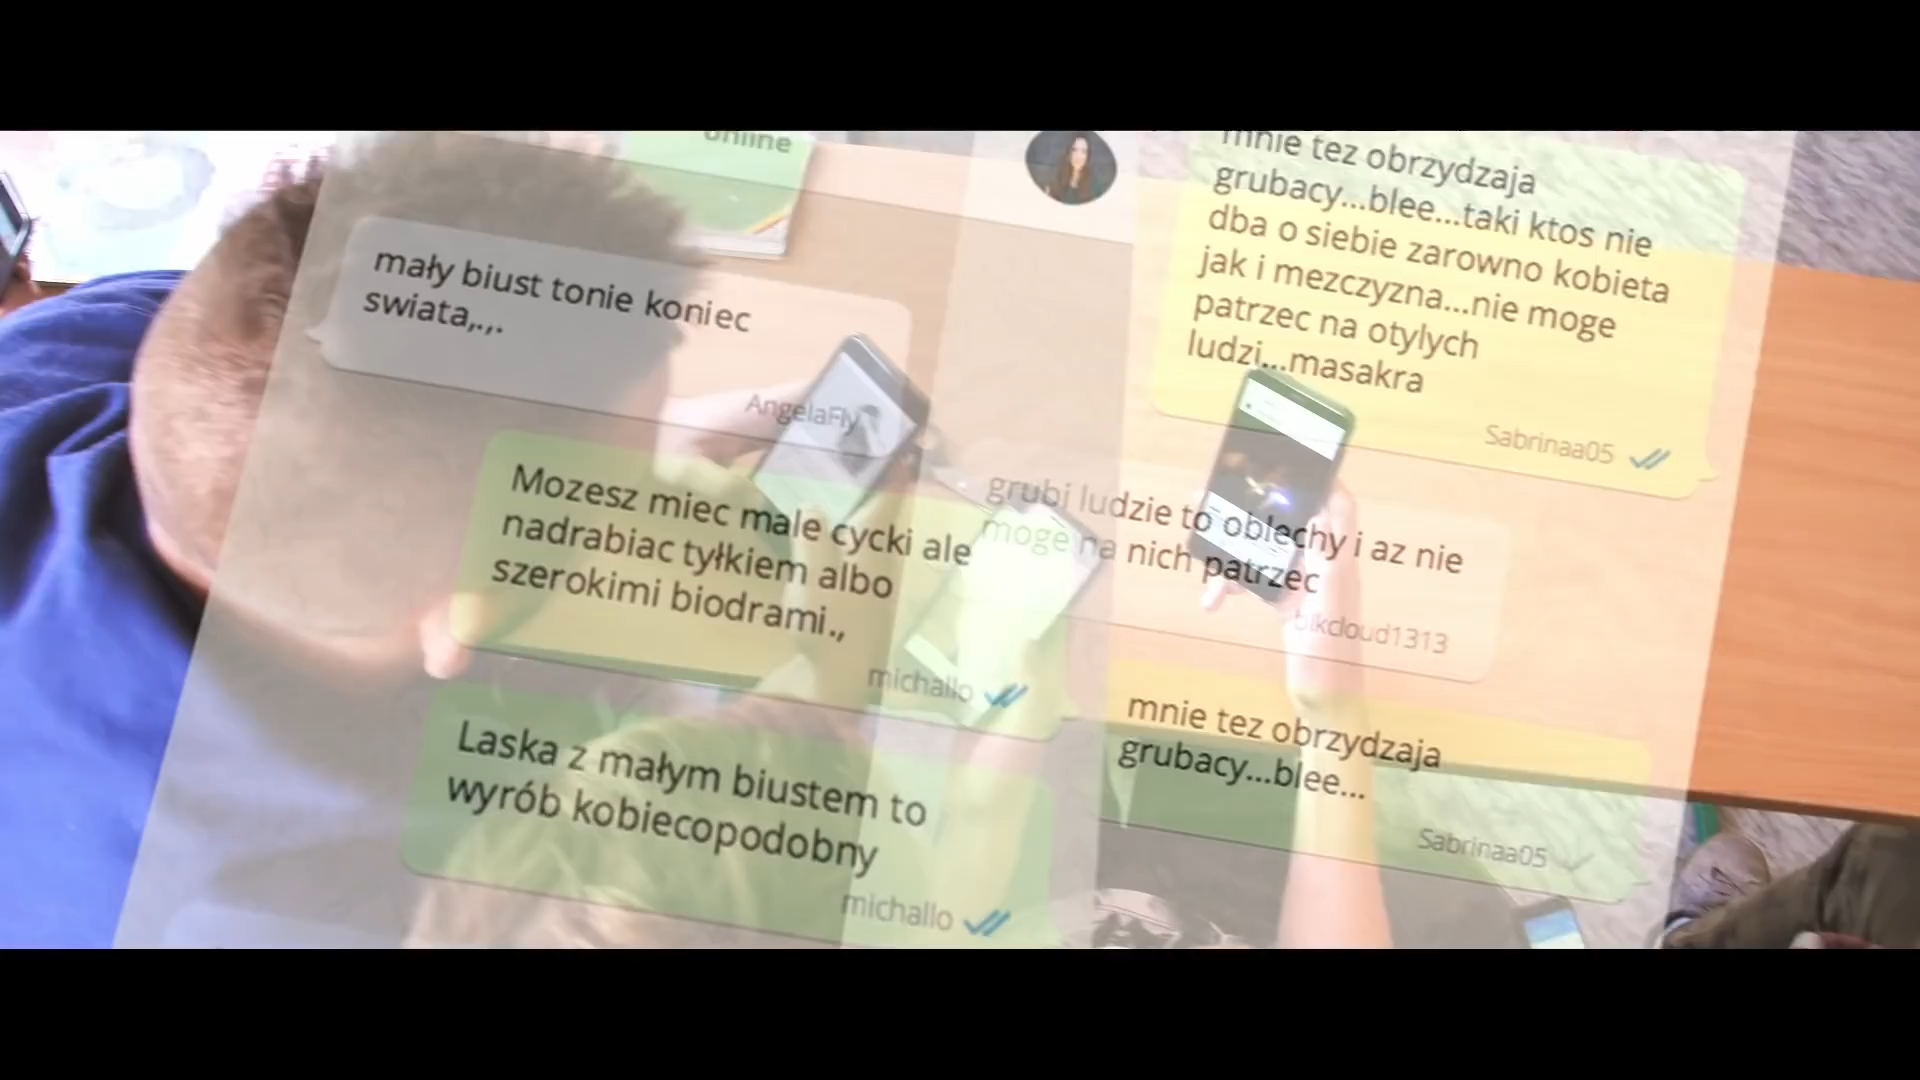 online
mały biust tonie koniec
swiata,.,.
AngelaFly
Mozesz miec male cycki ale
nadrabiac tyłkiem albo
szerokimi biodrami.,
michallo
Laska z małym biustem to
wyrób kobiecopodobny
michallo
mnie tez obrzydzaja
grubacy...blee...taki ktos nie
dba o siebie zarowno kobieta
jak i mezczyzna...nie moge
patrzec na otylych
ludzi...masakra
Sabrinaa05
grubi ludzie to oblechy i az nie
moge na nich patrzec
blkcloud1313
mnie tez obrzydzaja
grubacy...blee...
Sabrinaa05